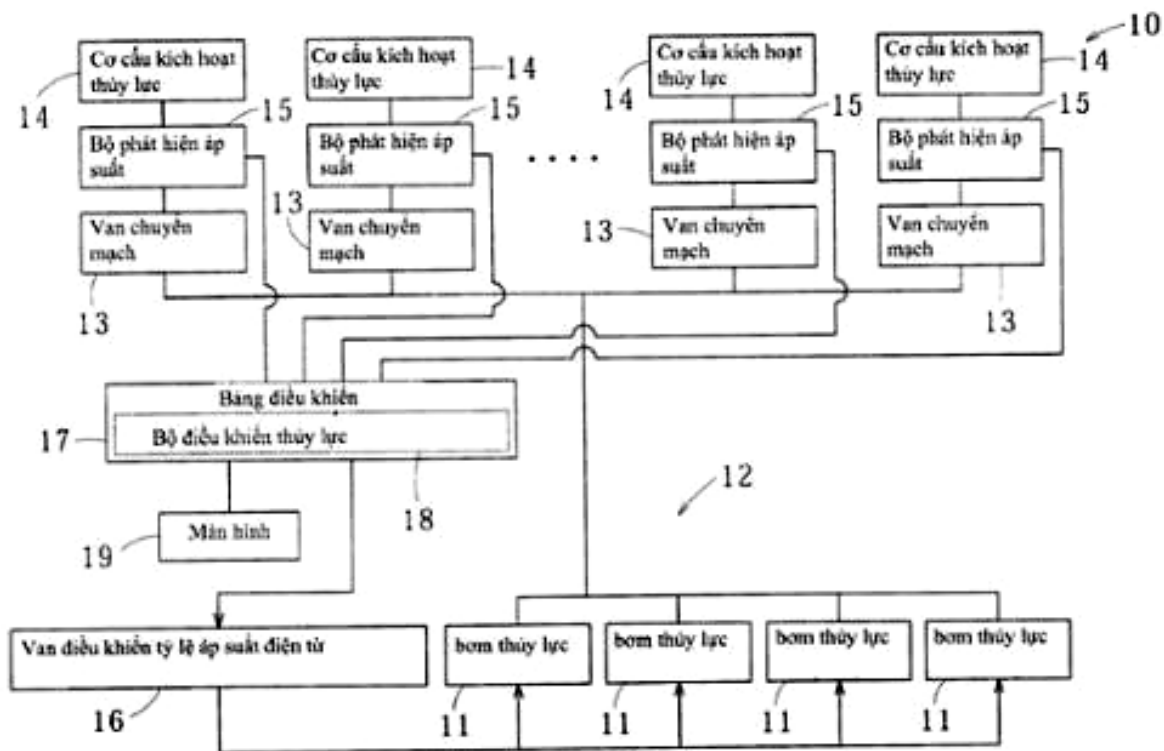 10
Cơ cấu kích hoạt
thủy lực
14
Cơ cấu kích hoạt
thủy lực
14
Cơ cấu kích hoạt
thủy lực
14
Cơ cấu kích hoạt
thủy lực
14
15
Bộ phát hiện áp
suất
15
Bộ phát hiện áp
suất
15
Bộ phát hiện áp
suất
15
Bộ phát hiện áp
suất
Van chuyển
mạch
13
13
Van chuyển
mạch
13
Van chuyển
mạch
Van chuyển
mạch
13
Bảng điều khiển
17
Bộ điều khiển thủy lực
18
12
Màn hình
19
Van điều khiển tỷ lệ áp suất điện từ
16
bơm thủy lực
bơm thủy lực
bơm thủy lực
bơm thủy lực
11
11
11
11